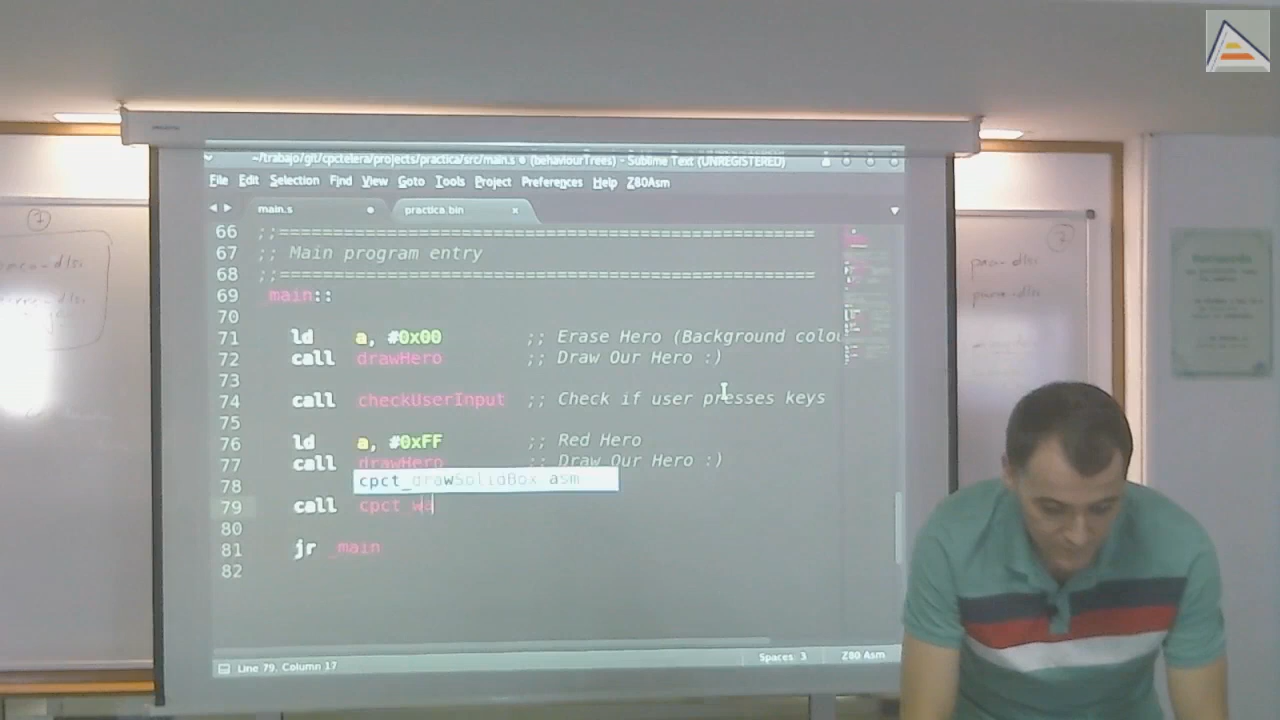 ~/trabajo/git/cpctelera/projects/practica/src/main.s • (behaviourTrees) - Sublime Text (UNREGISTERED)
File Edit Selection Find View Goto Tools Project Preferences Help Z80Asm
main.s practica.bin
66 ;;===================================================
67 ;; Main program entry
68 ;;===================================================
69 _main::
70
71 ld a, #0x00 ;; Erase Hero (Background colou
72 call drawHero ;; Draw Our Hero :)
73
74 call checkUserInput ;; Check if user presses keys
75
76 ld a, #0xFF ;; Red Hero
77 call drawHero ;; Draw Our Hero :)
78
cpct_drawSolidBox_asm
79 call cpct_wa
80
81 jr _main
82
Line 79, Column 17 Spaces: 3 Z80 Asm